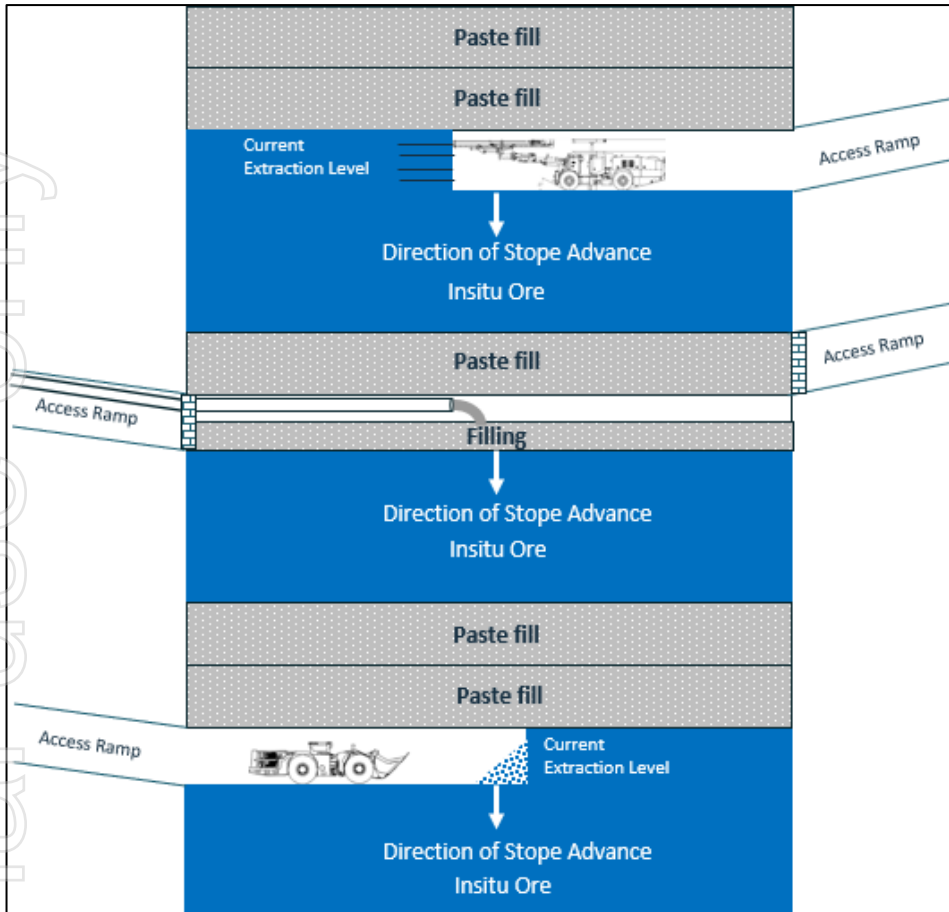 Paste fill
Paste fill
Current
Extraction Level
Access Ramp
Direction of Stope Advance
Insitu Ore
Paste fill
Access Ramp
Access Ramp
Filling
Direction of Stope Advance
Insitu Ore
Paste fill
Paste fill
Access Ramp
Current
Extraction Level
Direction of Stope Advance
Insitu Ore